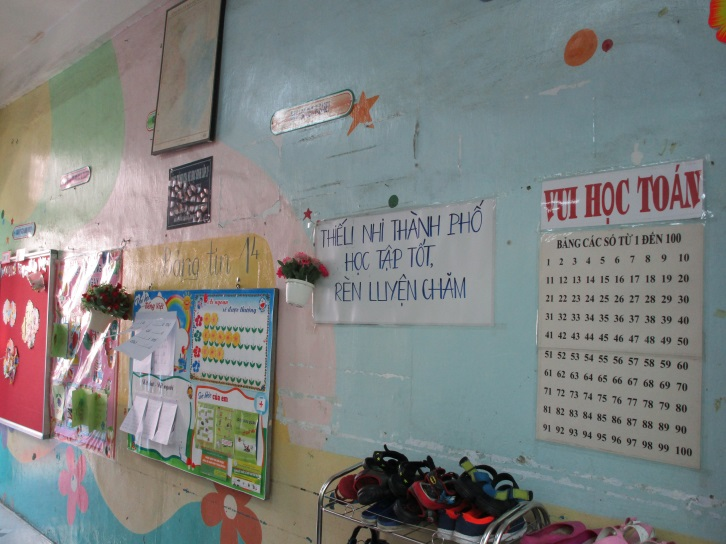 Bảng tin 14
Tiếng Việt
THIẾU NHI THÀNH PHỐ
HỌC TẬP TỐT,
RÈN LUYỆN CHĂM
VUI HỌC TOÁN
BẢNG CÁC SỐ TỪ 1 ĐẾN 100
1 2 3 4 5 6 7 8 9 10
11 12 13 14 15 16 17 18 19 20
21 22 23 24 25 26 27 28 29 30
31 32 33 34 35 36 37 38 39 40
41 42 43 44 45 46 47 48 49 50
51 52 53 54 55 56 57 58 59 60
61 62 63 64 65 66 67 68 69 70
71 72 73 74 75 76 77 78 79 80
81 82 83 84 85 86 87 88 89 90
91 92 93 94 95 96 97 98 99 100